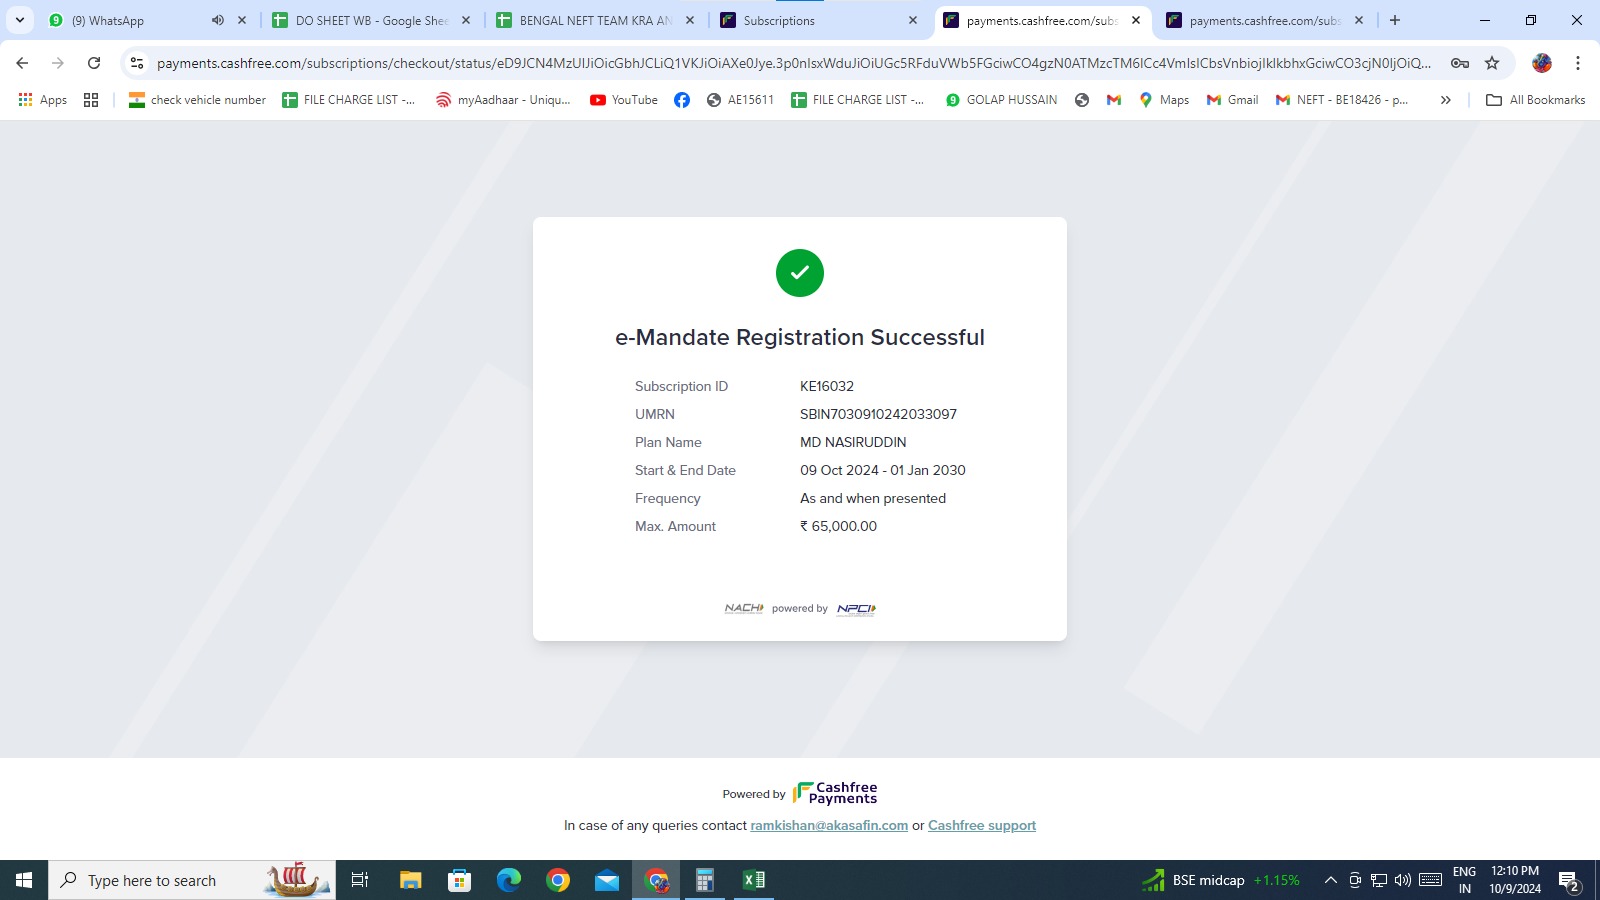 (9) WhatsApp
DO SHEET WB - Google Shee
BENGAL NEFT TEAM KRA AN
Subscriptions
payments.cashfree.com/subs
payments.cashfree.com/subs
payments.cashfree.com/subscriptions/checkout/status/
Apps
check vehicle number
FILE CHARGE LIST -...
myAadhaar - Uniqu...
YouTube
AE15611
FILE CHARGE LIST -...
GOLAP HUSSAIN
Maps
Gmail
NEFT - BE18426 - p...
All Bookmarks
e-Mandate Registration Successful
Subscription ID KE16032
UMRN SBIN7030910242033097
Plan Name MD NASIRUDDIN
Start & End Date 09 Oct 2024 - 01 Jan 2030
Frequency As and when presented
Max. Amount ₹ 65,000.00
NACH powered by NPCI
Powered by Cashfree Payments
In case of any queries contact ramkishan@akasafin.com or Cashfree support
Type here to search
BSE midcap +1.15%
ENG
IN
12:10 PM
10/9/2024
2